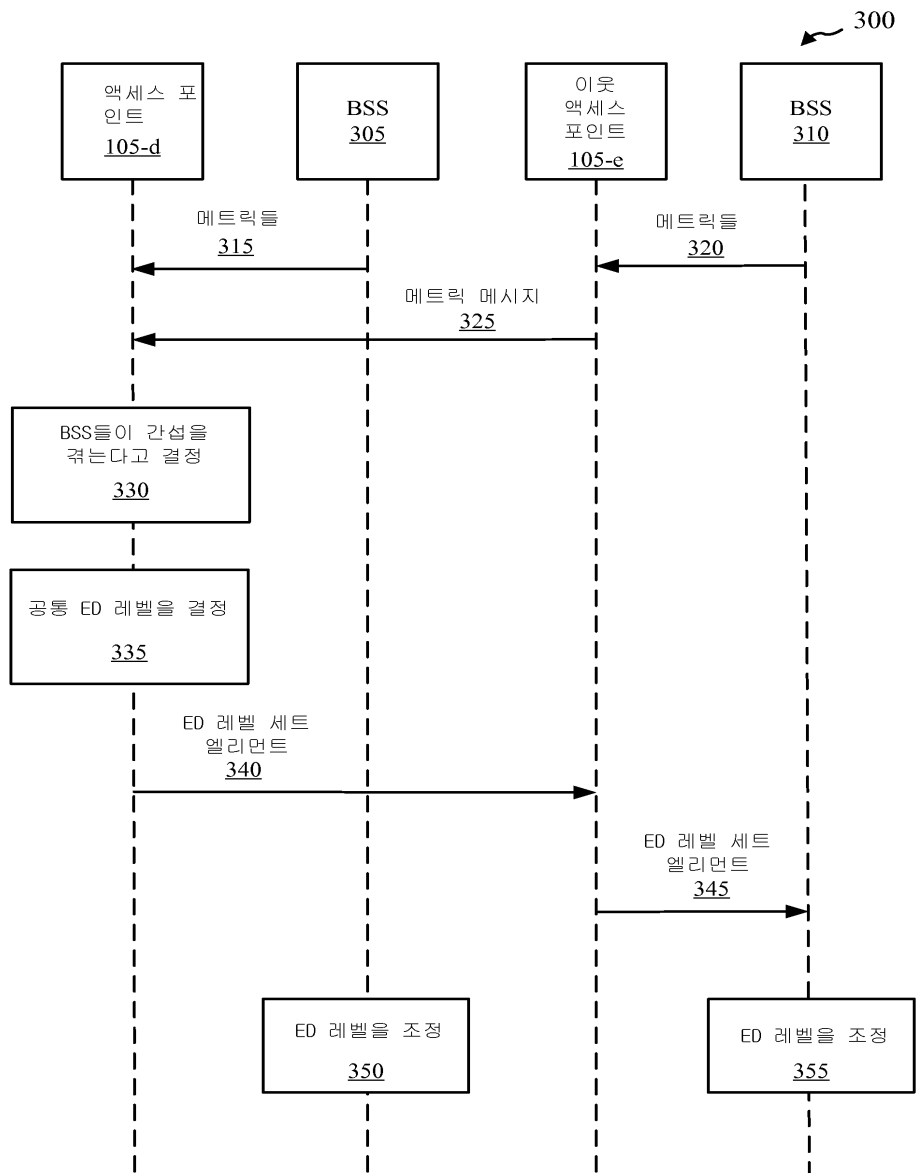 300
액세스 포
인트
105-d
BSS
305
이웃
액세스
포인트
105-e
BSS
310
메트릭들
315
메트릭들
320
메트릭 메시지
325
BSS들이 간섭을
겪는다고 결정
330
공통 ED 레벨을 결정
335
ED 레벨 세트
엘리먼트
340
ED 레벨 세트
엘리먼트
345
ED 레벨을 조정
350
ED 레벨을 조정
355